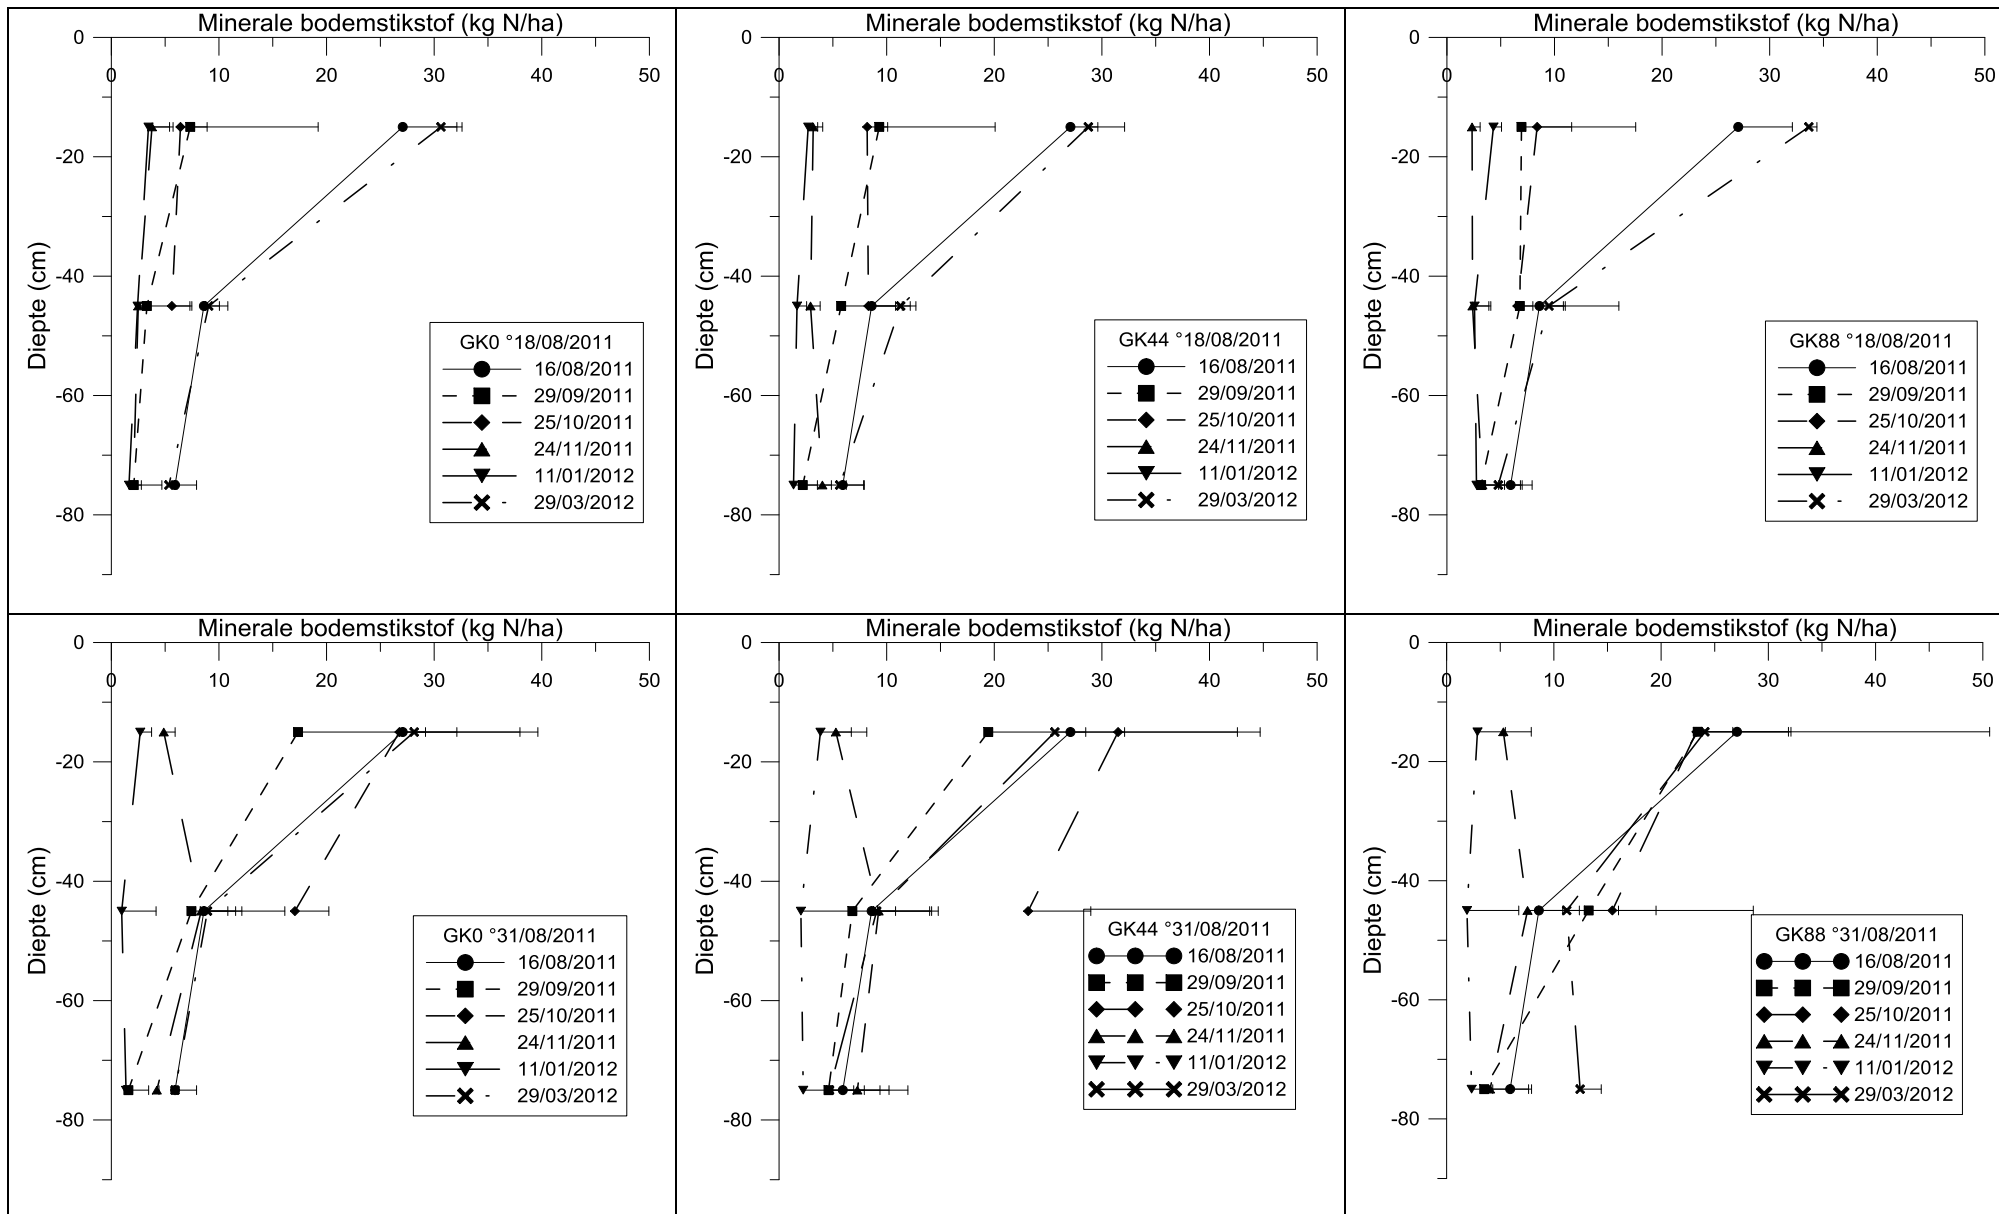 Minerale bodemstikstof (kg N/ha)
0
0 10 20 30 40 50
-20
-40
-60
-80
Diepte (cm)
GK0 °18/08/2011
16/08/2011
29/09/2011
25/10/2011
24/11/2011
11/01/2012
29/03/2012
Minerale bodemstikstof (kg N/ha)
0
0 10 20 30 40 50
-20
-40
-60
-80
Diepte (cm)
GK44 °18/08/2011
16/08/2011
29/09/2011
25/10/2011
24/11/2011
11/01/2012
29/03/2012
Minerale bodemstikstof (kg N/ha)
0
0 10 20 30 40 50
-20
-40
-60
-80
Diepte (cm)
GK88 °18/08/2011
16/08/2011
29/09/2011
25/10/2011
24/11/2011
11/01/2012
29/03/2012
Minerale bodemstikstof (kg N/ha)
0
0 10 20 30 40 50
-20
-40
-60
-80
Diepte (cm)
GK0 °31/08/2011
16/08/2011
29/09/2011
25/10/2011
24/11/2011
11/01/2012
29/03/2012
Minerale bodemstikstof (kg N/ha)
0
0 10 20 30 40 50
-20
-40
-60
-80
Diepte (cm)
GK44 °31/08/2011
16/08/2011
29/09/2011
25/10/2011
24/11/2011
11/01/2012
29/03/2012
Minerale bodemstikstof (kg N/ha)
0
0 10 20 30 40 50
-20
-40
-60
-80
Diepte (cm)
GK88 °31/08/2011
16/08/2011
29/09/2011
25/10/2011
24/11/2011
11/01/2012
29/03/2012